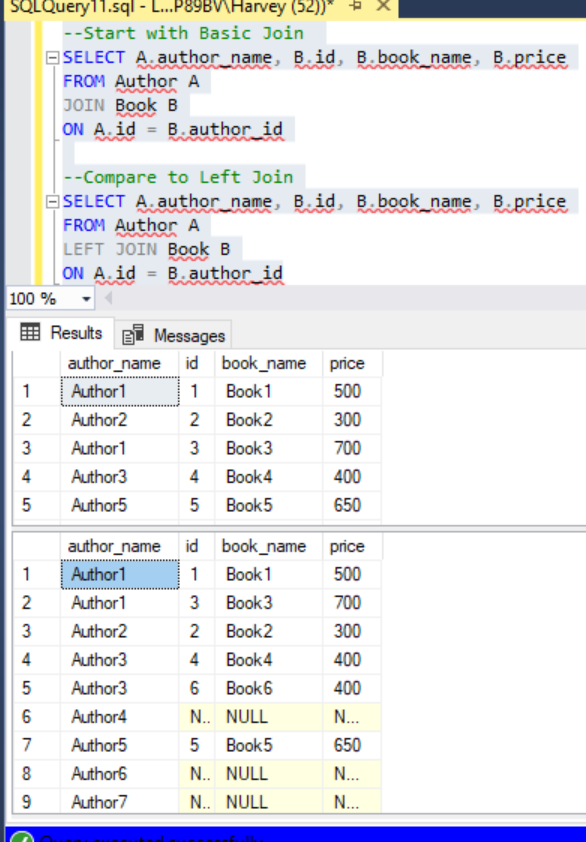 SQLQuery11.sql - L...P89BV\Harvey (52))*
--Start with Basic Join
SELECT A.author_name, B.id, B.book_name, B.price
FROM Author A
JOIN Book B
ON A.id = B.author_id
--Compare to Left Join
SELECT A.author_name, B.id, B.book_name, B.price
FROM Author A
LEFT JOIN Book B
ON A.id = B.author_id
100 %
Results Messages
author_name id book_name price
1 Author1 1 Book1 500
2 Author2 2 Book2 300
3 Author1 3 Book3 700
4 Author3 4 Book4 400
5 Author5 5 Book5 650
author_name id book_name price
1 Author1 1 Book1 500
2 Author1 3 Book3 700
3 Author2 2 Book2 300
4 Author3 4 Book4 400
5 Author3 6 Book6 400
6 Author4 N.. NULL N...
7 Author5 5 Book5 650
8 Author6 N.. NULL N...
9 Author7 N.. NULL N...
Query executed successfully